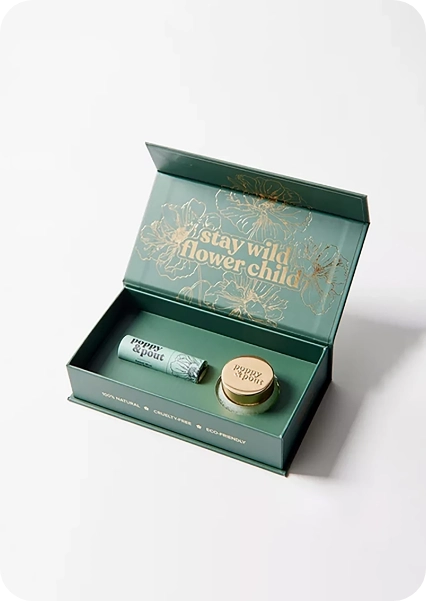 stay wild
flower child
poppy
&pout
poppy
&pout
100% NATURAL • CRUELTY-FREE • ECO-FRIENDLY